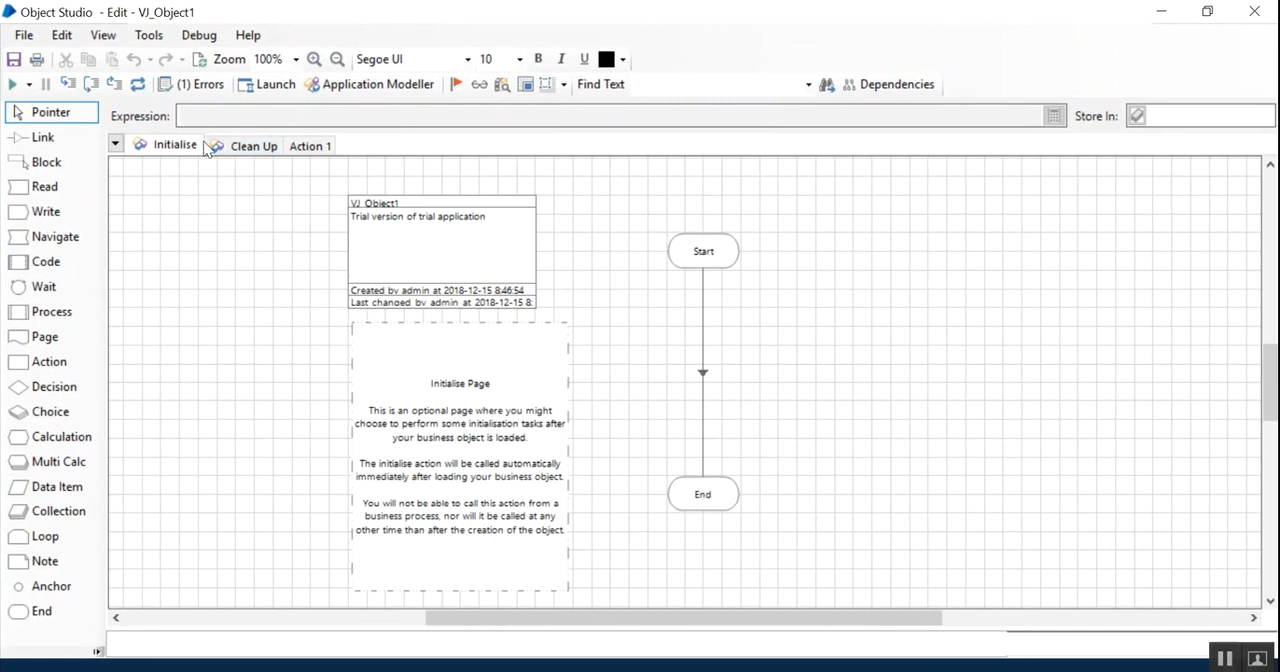 Object Studio - Edit - VJ_Object1
File Edit View Tools Debug Help
Zoom 100% Segoe UI 10 B I U
(1) Errors Launch Application Modeller Find Text Dependencies
Pointer
Expression: Store In:
Link
Initialise Clean Up Action 1
Block
Read
Write
Navigate
Code
Wait
Process
Page
Action
Decision
Choice
Calculation
Multi Calc
Data Item
Collection
Loop
Note
Anchor
End
VJ_Object1
Trial version of trial application
Created by admin at 2018-12-15 8:46:54
Last changed by admin at 2018-12-15 8:
Initialise Page
This is an optional page where you might
choose to perform some initialisation tasks after
your business object is loaded.
The initialise action will be called automatically
immediately after loading your business object.
You will not be able to call this action from a
business process, nor will it be called at any
other time than after the creation of the object.
Start
End